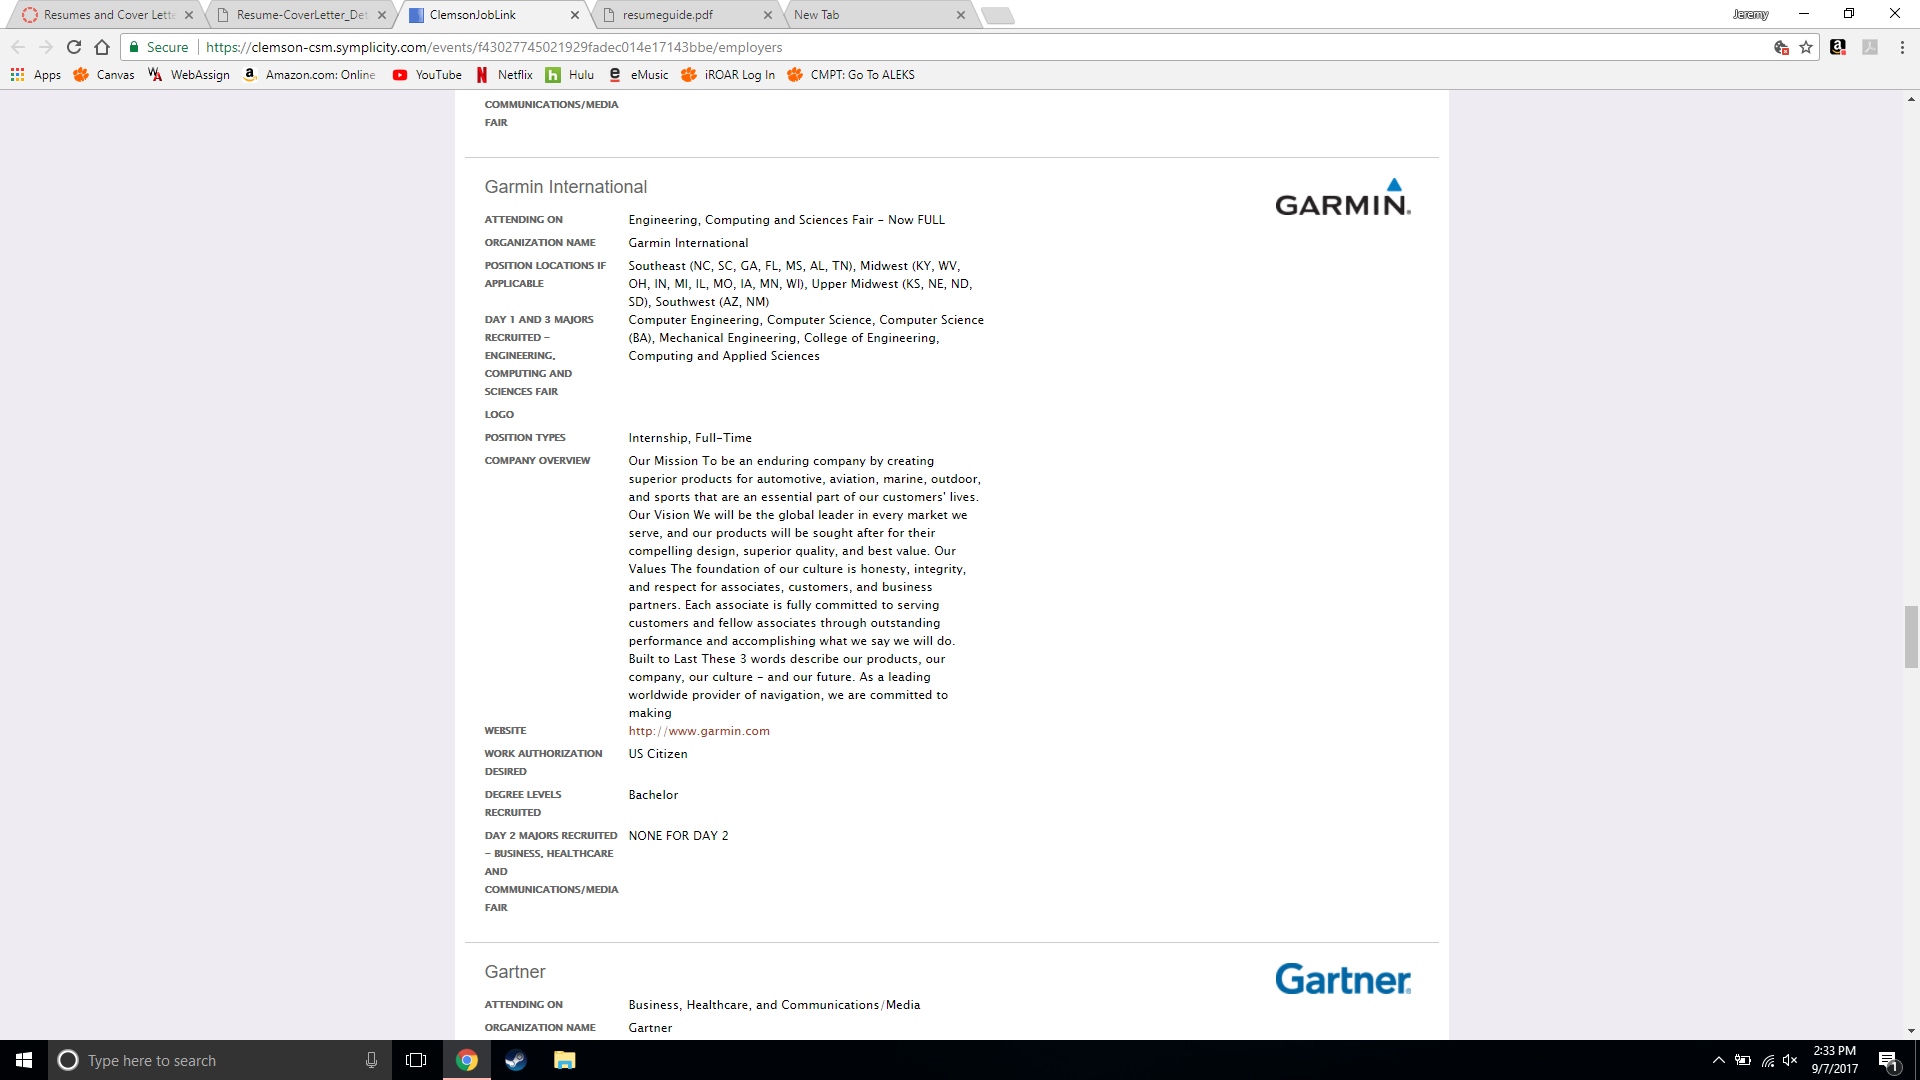 Resumes and Cover Lette
Resume-CoverLetter_Det
ClemsonJobLink
resumeguide.pdf
New Tab
Jeremy
Secure
https://clemson-csm.symplicity.com/events/f43027745021929fadec014e17143bbe/employers
Apps
Canvas
WebAssign
Amazon.com: Online
YouTube
Netflix
Hulu
eMusic
iROAR Log In
CMPT: Go To ALEKS
COMMUNICATIONS/MEDIA
FAIR
Garmin International
GARMIN
ATTENDING ON
Engineering, Computing and Sciences Fair - Now FULL
ORGANIZATION NAME
Garmin International
POSITION LOCATIONS IF
APPLICABLE
Southeast (NC, SC, GA, FL, MS, AL, TN), Midwest (KY, WV,
OH, IN, MI, IL, MO, IA, MN, WI), Upper Midwest (KS, NE, ND,
SD), Southwest (AZ, NM)
DAY 1 AND 3 MAJORS
RECRUITED -
ENGINEERING,
COMPUTING AND
SCIENCES FAIR
Computer Engineering, Computer Science, Computer Science
(BA), Mechanical Engineering, College of Engineering,
Computing and Applied Sciences
LOGO
POSITION TYPES
Internship, Full-Time
COMPANY OVERVIEW
Our Mission To be an enduring company by creating
superior products for automotive, aviation, marine, outdoor,
and sports that are an essential part of our customers' lives.
Our Vision We will be the global leader in every market we
serve, and our products will be sought after for their
compelling design, superior quality, and best value. Our
Values The foundation of our culture is honesty, integrity,
and respect for associates, customers, and business
partners. Each associate is fully committed to serving
customers and fellow associates through outstanding
performance and accomplishing what we say we will do.
Built to Last These 3 words describe our products, our
company, our culture - and our future. As a leading
worldwide provider of navigation, we are committed to
making
WEBSITE
http://www.garmin.com
WORK AUTHORIZATION
DESIRED
US Citizen
DEGREE LEVELS
RECRUITED
Bachelor
DAY 2 MAJORS RECRUITED
- BUSINESS, HEALTHCARE
AND
COMMUNICATIONS/MEDIA
FAIR
NONE FOR DAY 2
Gartner
Gartner
ATTENDING ON
Business, Healthcare, and Communications/Media
ORGANIZATION NAME
Gartner
Type here to search
2:33 PM
9/7/2017
1